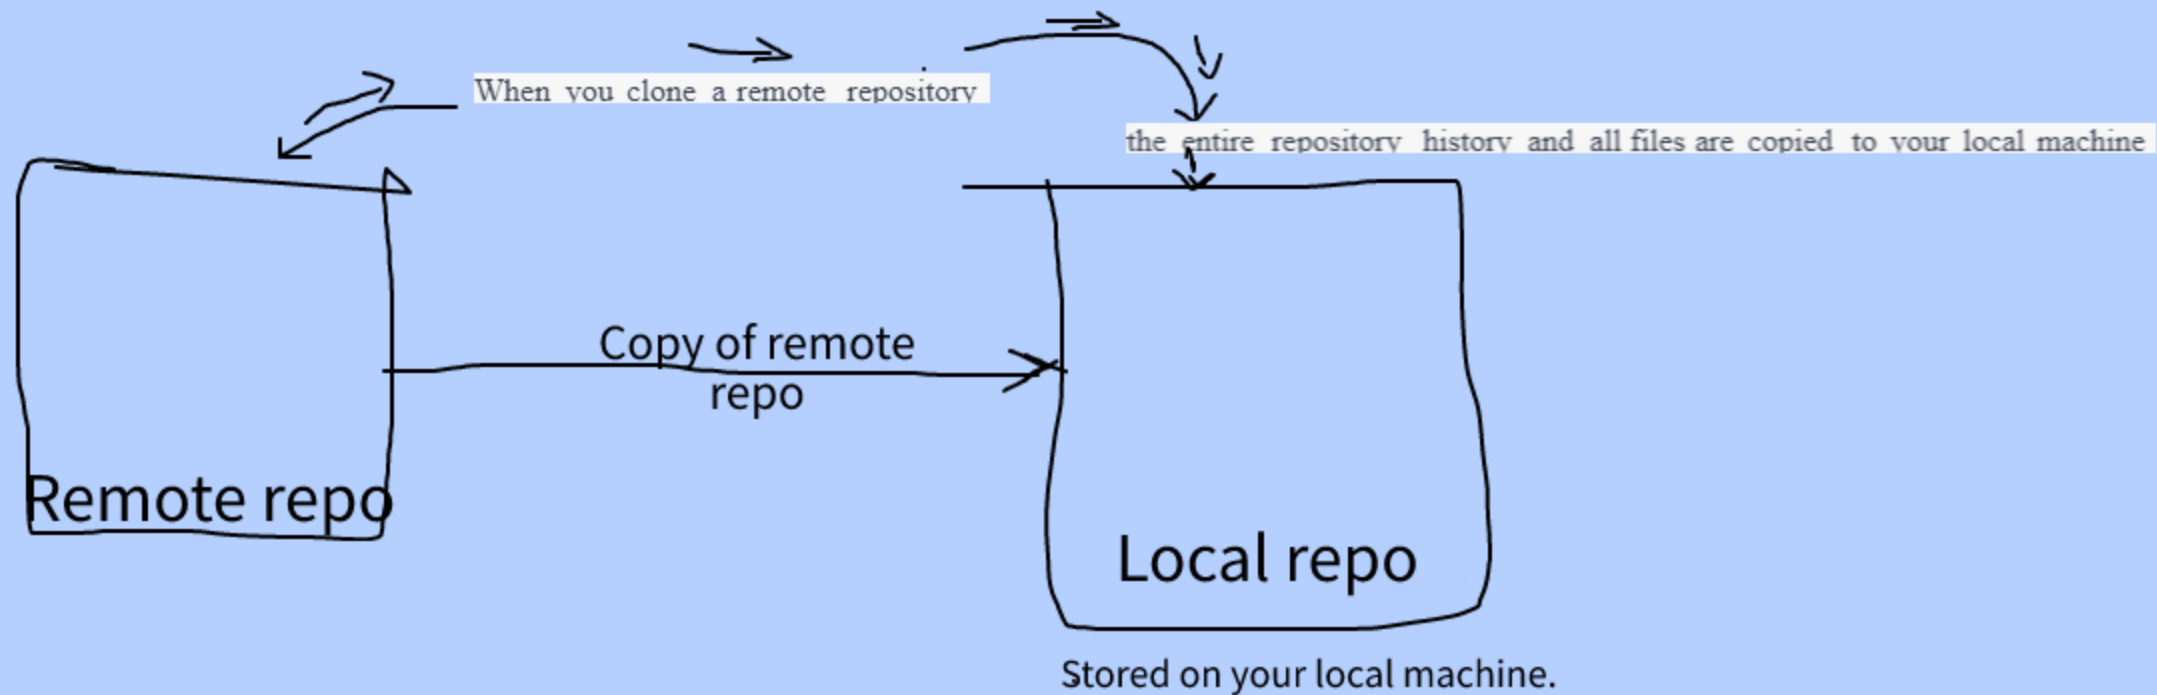 When you clone a remote repository
the entire repository history and all files are copied to your local machine
Copy of remote
repo
Remote repo
Local repo
Stored on your local machine.